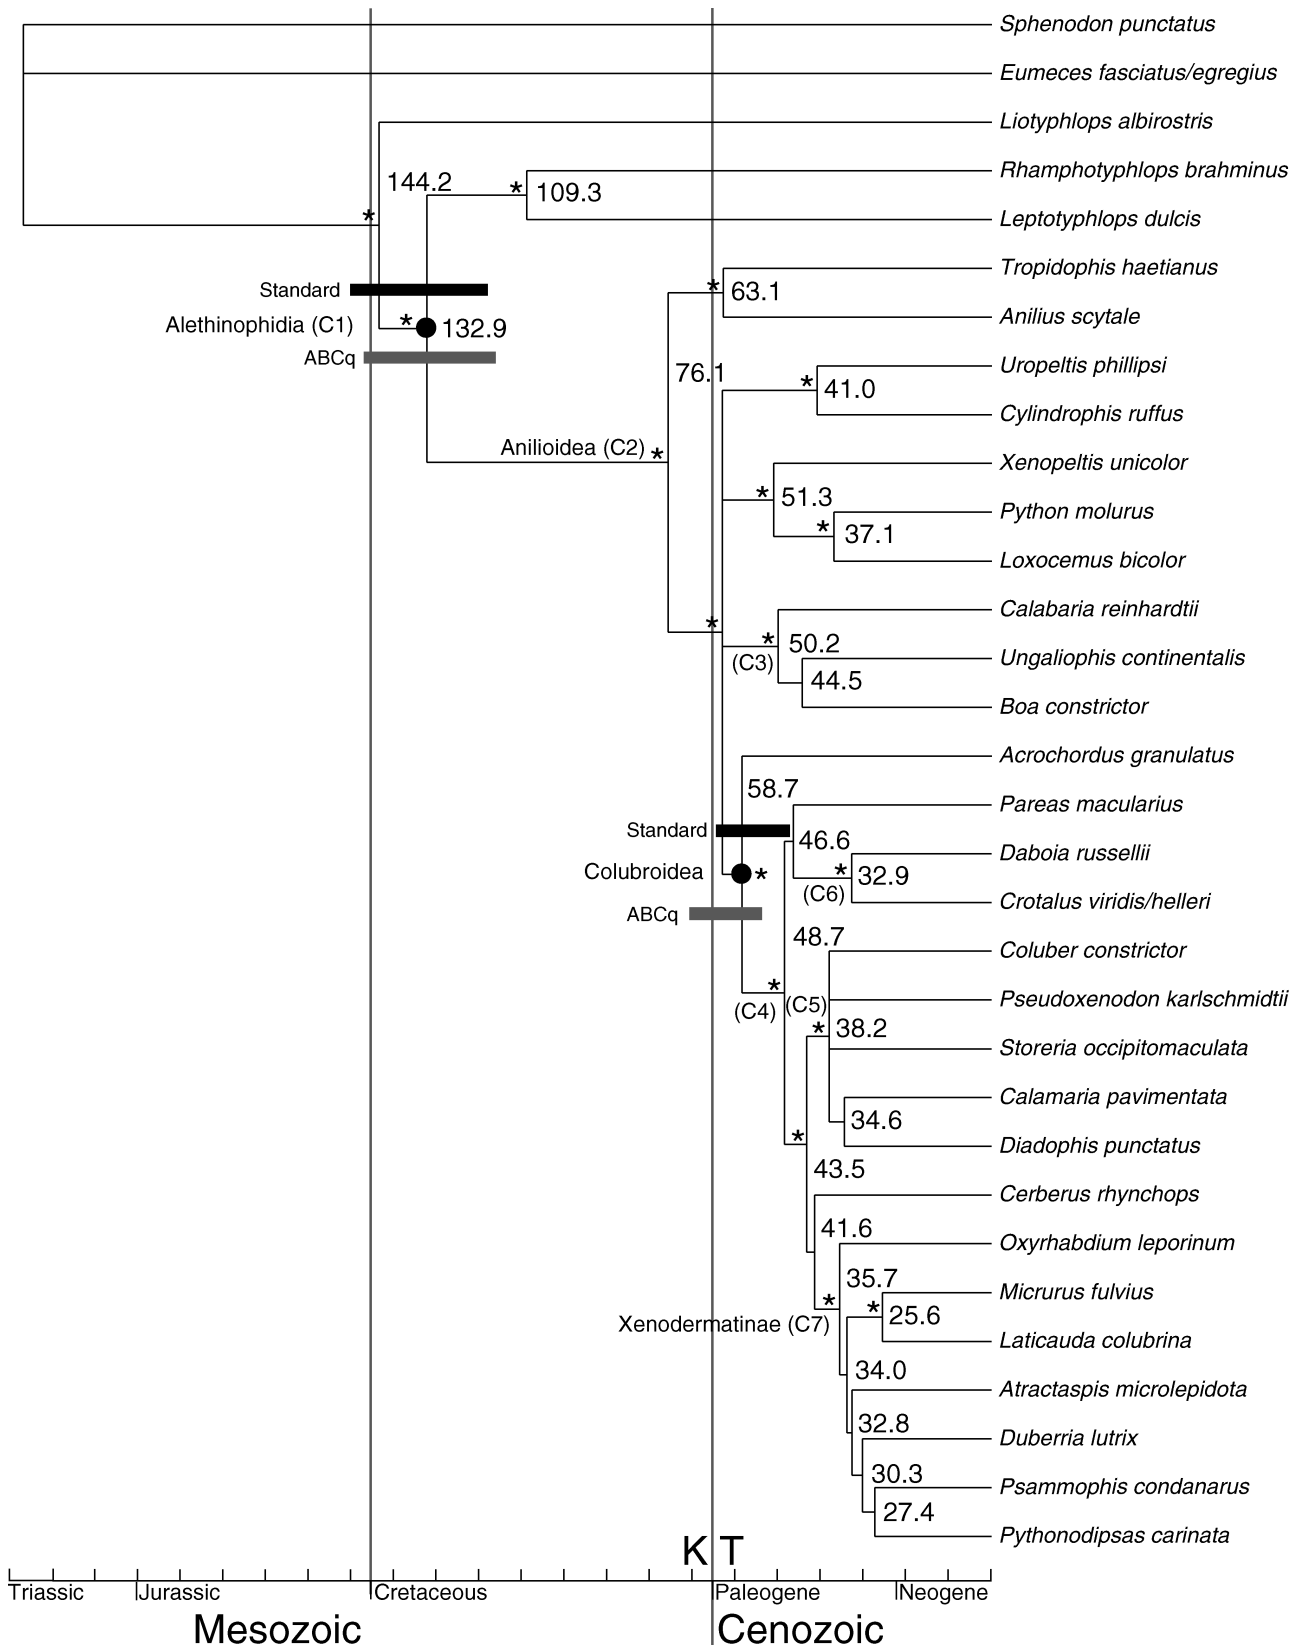 Sphenodon punctatus
Eumeces fasciatus/egregius
Liotyphlops albirostris
Rhamphotyphlops brahminus
144.2
* 109.3
*
Leptotyphlops dulcis
Tropidophis haetianus
Standard
* 63.1
Anilius scytale
Alethinophidia (C1) * 132.9
ABCq
Uropeltis phillipsi
76.1
* 41.0
Cylindrophis ruffus
Anilioidea (C2) *
Xenopeltis unicolor
* 51.3
Python molurus
* 37.1
Loxocemus bicolor
Calabaria reinhardtii
*
* 50.2
(C3)
Ungaliophis continentalis
44.5
Boa constrictor
Acrochordus granulatus
58.7
Pareas macularius
Standard
46.6
Daboia russellii
Colubroidea *
* 32.9
(C6)
Crotalus viridis/helleri
ABCq
48.7
Coluber constrictor
*
(C4) (C5)
Pseudoxenodon karlschmidtii
* 38.2
Storeria occipitomaculata
Calamaria pavimentata
34.6
*
Diadophis punctatus
43.5
Cerberus rhynchops
41.6
Oxyrhabdium leporinum
35.7
Micrurus fulvius
*
* 25.6
Xenodermatinae (C7)
Laticauda colubrina
34.0
Atractaspis microlepidota
32.8
Duberria lutrix
30.3
Psammophis condanarus
27.4
Pythonodipsas carinata
K T
Triassic Jurassic Cretaceous Paleogene Neogene
Mesozoic Cenozoic